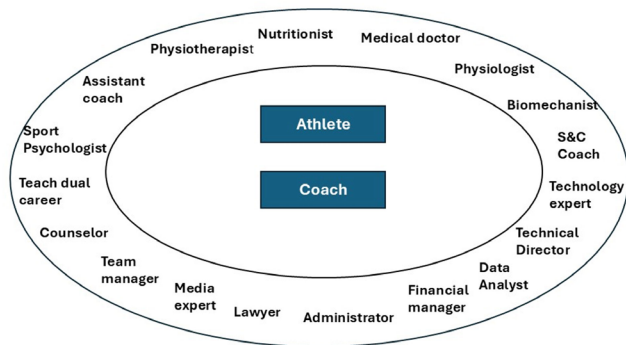 Nutritionist
Medical doctor
Physiotherapist
Physiologist
Assistant
coach
Biomechanist
Athlete
Sport
Psychologist
S&C
Coach
Coach
Teach dual
career
Technology
expert
Counselor
Technical
Director
Team
manager
Data
Analyst
Media
expert
Financial
manager
Lawyer
Administrator